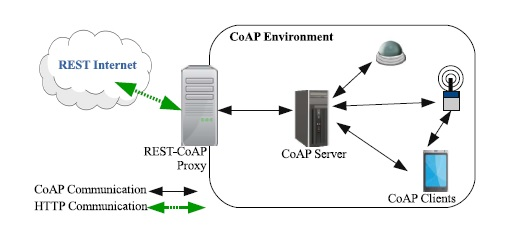 CoAP Environment
REST Internet
REST-CoAP
Proxy
CoAP Server
CoAP Clients
CoAP Communication
HTTP Communication